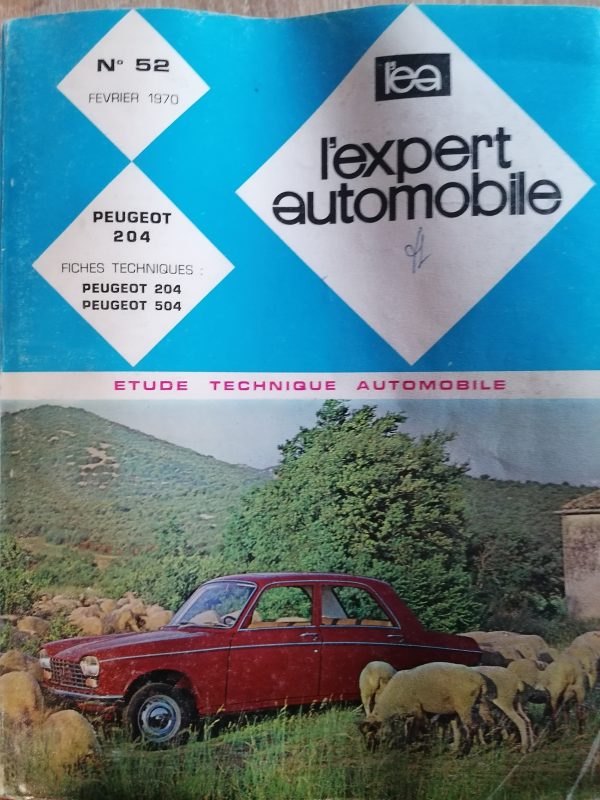 N° 52
FEVRIER 1970
l'ea
l'expert
automobile
PEUGEOT
204
FICHES TECHNIQUES :
PEUGEOT 204
PEUGEOT 504
ETUDE TECHNIQUE AUTOMOBILE